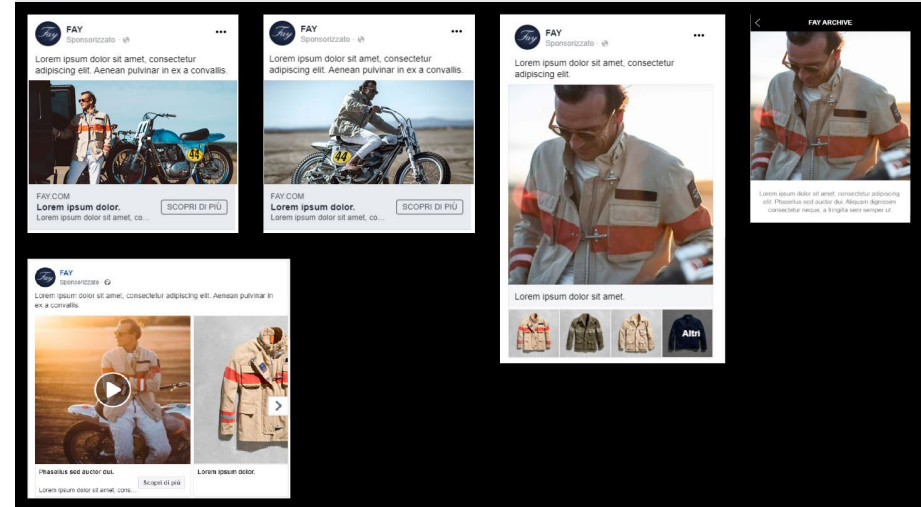 Fay
FAY
Sponsorizzato
Lorem ipsum dolor sit amet, consectetur
adipiscing elit. Aenean pulvinar in ex a convallis.
44
FAY.COM
Lorem ipsum dolor.
Lorem ipsum dolor sit amet, co...
SCOPRI DI PIÙ
Fay
FAY
Sponsorizzato
Lorem ipsum dolor sit amet, consectetur
adipiscing elit. Aenean pulvinar in ex a convallis.
44
FAY.COM
Lorem ipsum dolor.
Lorem ipsum dolor sit amet, co...
SCOPRI DI PIÙ
Fay
FAY
Sponsorizzato
Lorem ipsum dolor sit amet, consectetur
adipiscing elit.
Lorem ipsum dolor sit amet.
Altri
FAY ARCHIVE
Lorem ipsum dolor sit amet, consectetur adipiscing
elit. Phasellus sed auctor dui. Aliquam dignissim
consectetur neque, a fringilla sem semper ut.
Fay
FAY
Sponsorizzato
Lorem ipsum dolor sit amet, consectetur adipiscing elit. Aenean pulvinar in
ex a convallis.
Phasellus sed auctor dui.
Lorem ipsum dolor sit amet, cons...
Scopri di più
Lorem ipsum dolor.